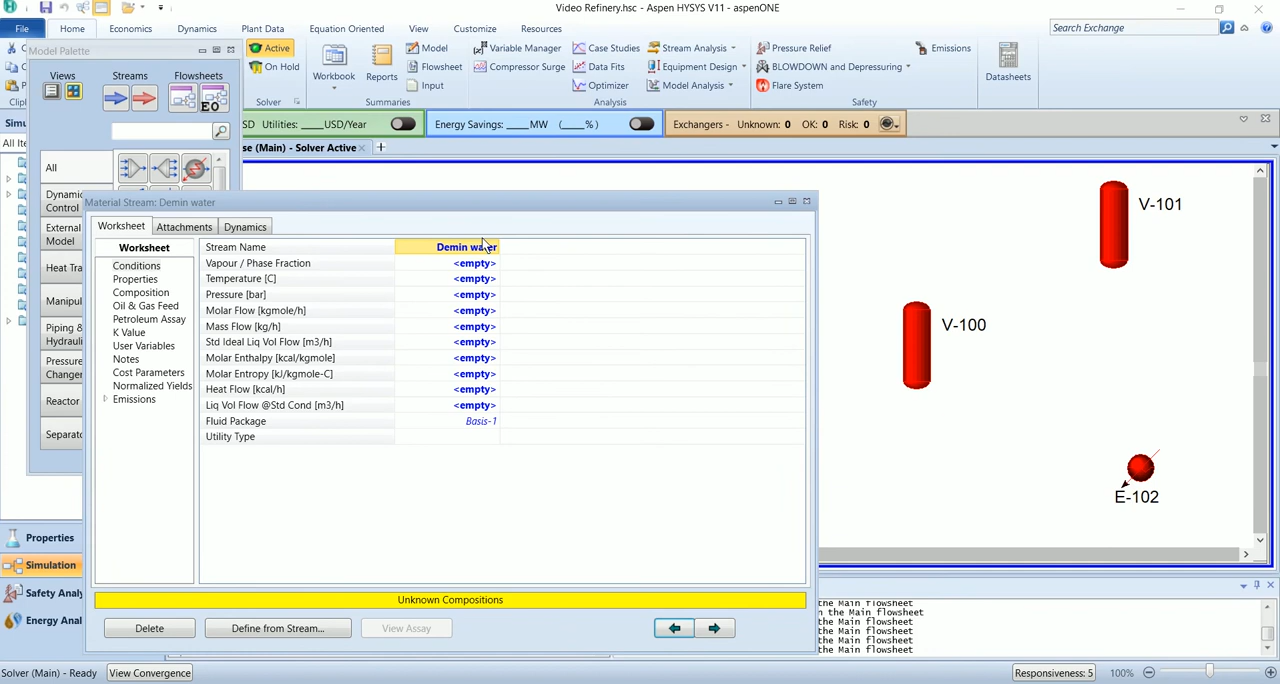 Video Refinery.hsc - Aspen HYSYS V11 - aspenONE
File Home Economics Dynamics Plant Data Equation Oriented View Customize Resources
Search Exchange
Model Palette
Views Streams Flowsheets
EO
All
Active
On Hold
Solver
Workbook
Reports
Model
Flowsheet
Input
Summaries
Variable Manager
Compressor Surge
Case Studies
Data Fits
Optimizer
Stream Analysis
Equipment Design
Model Analysis
Analysis
Pressure Relief
BLOWDOWN and Depressuring
Flare System
Safety
Emissions
Datasheets
SD Utilities: ____USD/Year
Energy Savings: ____MW (____%)
Exchangers - Unknown: 0 OK: 0 Risk: 0
se (Main) - Solver Active
Dynamic
Control
External
Model
Heat Tra
Manipul
Piping &
Hydrauli
Pressure
Changer
Reactor
Separato
Simu
All Ite
Clip
Material Stream: Demin water
Worksheet Attachments Dynamics
Worksheet
Conditions
Properties
Composition
Oil & Gas Feed
Petroleum Assay
K Value
User Variables
Notes
Cost Parameters
Normalized Yields
Emissions
Stream Name Demin water
Vapour / Phase Fraction <empty>
Temperature [C] <empty>
Pressure [bar] <empty>
Molar Flow [kgmole/h] <empty>
Mass Flow [kg/h] <empty>
Std Ideal Liq Vol Flow [m3/h] <empty>
Molar Enthalpy [kcal/kgmole] <empty>
Molar Entropy [kJ/kgmole-C] <empty>
Heat Flow [kcal/h] <empty>
Liq Vol Flow @Std Cond [m3/h] <empty>
Fluid Package Basis-1
Utility Type
Unknown Compositions
Delete Define from Stream... View Assay
V-101
V-100
E-102
Properties
Simulation
Safety Analy
Energy Anal
the Main flowsheet
n the Main flowsheet
the Main flowsheet
the Main flowsheet
the Main flowsheet
the Main flowsheet
Solver (Main) - Ready View Convergence Responsiveness: 5 100%